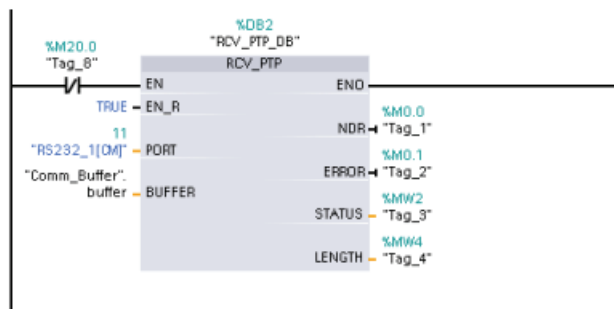 %DB2
"RCV_PTP_DB"
%M20.0
"Tag_8"
RCV_PTP
EN
ENO
TRUE
EN_R
%M0.0
NDR
"Tag_1"
11
"RS232_1[CM]"
PORT
%M0.1
ERROR
"Tag_2"
"Comm_Buffer".
buffer
BUFFER
%MW2
STATUS
"Tag_3"
%MW4
LENGTH
"Tag_4"